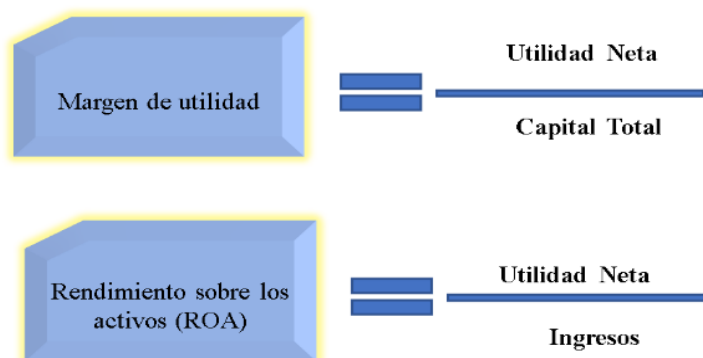 Margen de utilidad
Utilidad Neta
Capital Total
Rendimiento sobre los
activos (ROA)
Utilidad Neta
Ingresos